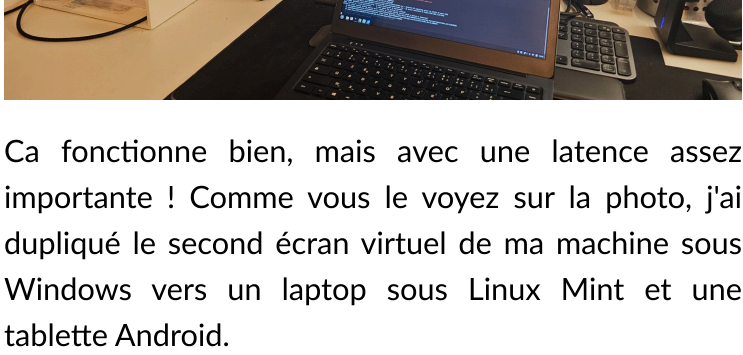 Ca fonctionne bien, mais avec une latence assez
importante ! Comme vous le voyez sur la photo, j'ai
dupliqué le second écran virtuel de ma machine sous
Windows vers un laptop sous Linux Mint et une
tablette Android.